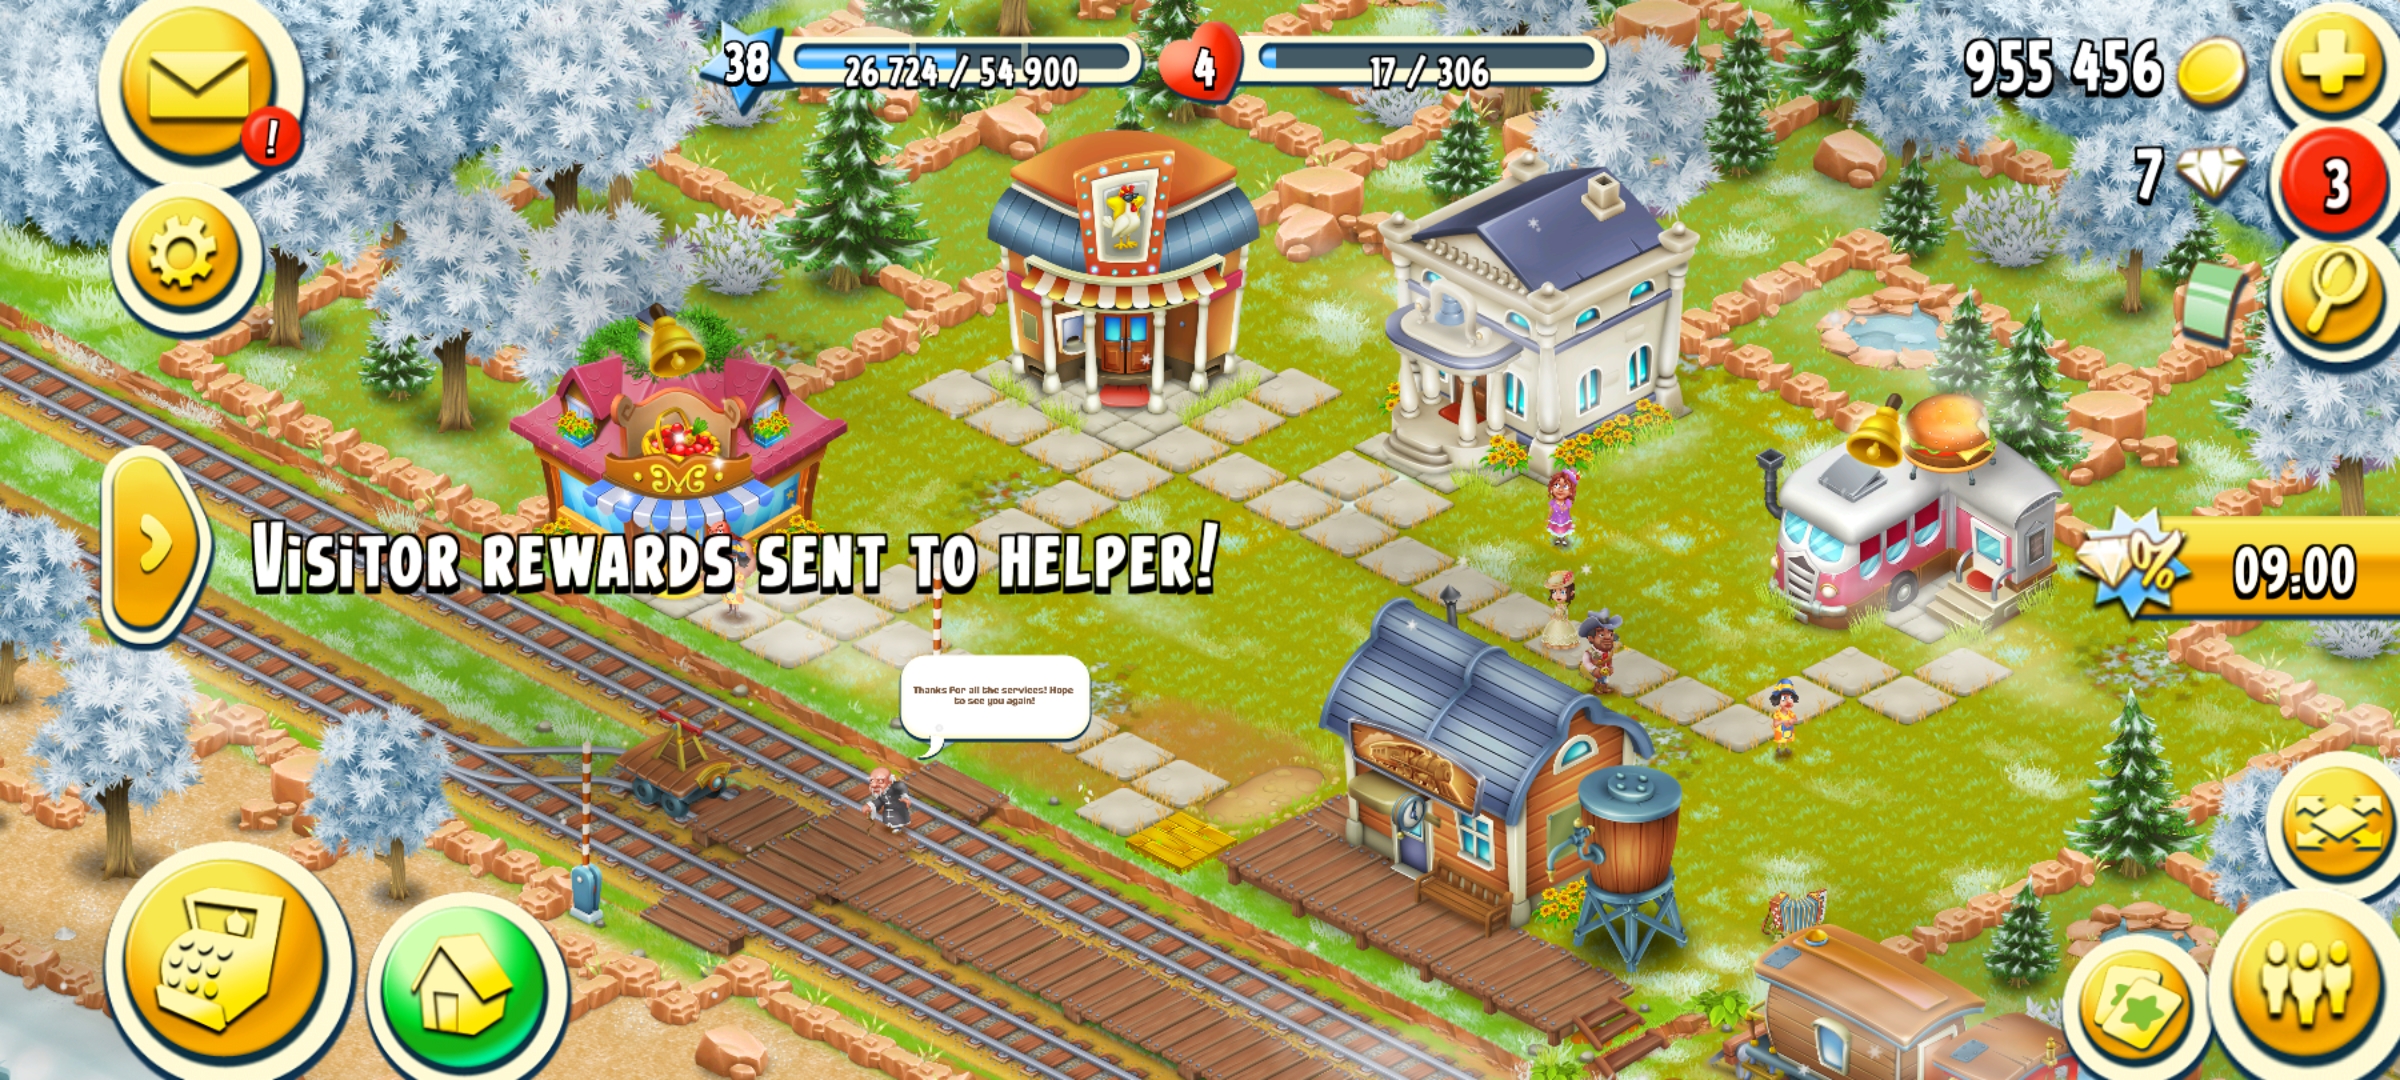 38
26 724 / 54 900
4
17 / 306
955 456
!
7
3
09:00
%
VISITOR REWARDS SENT TO HELPER!
Thanks for all the services! Hope
to see you again!